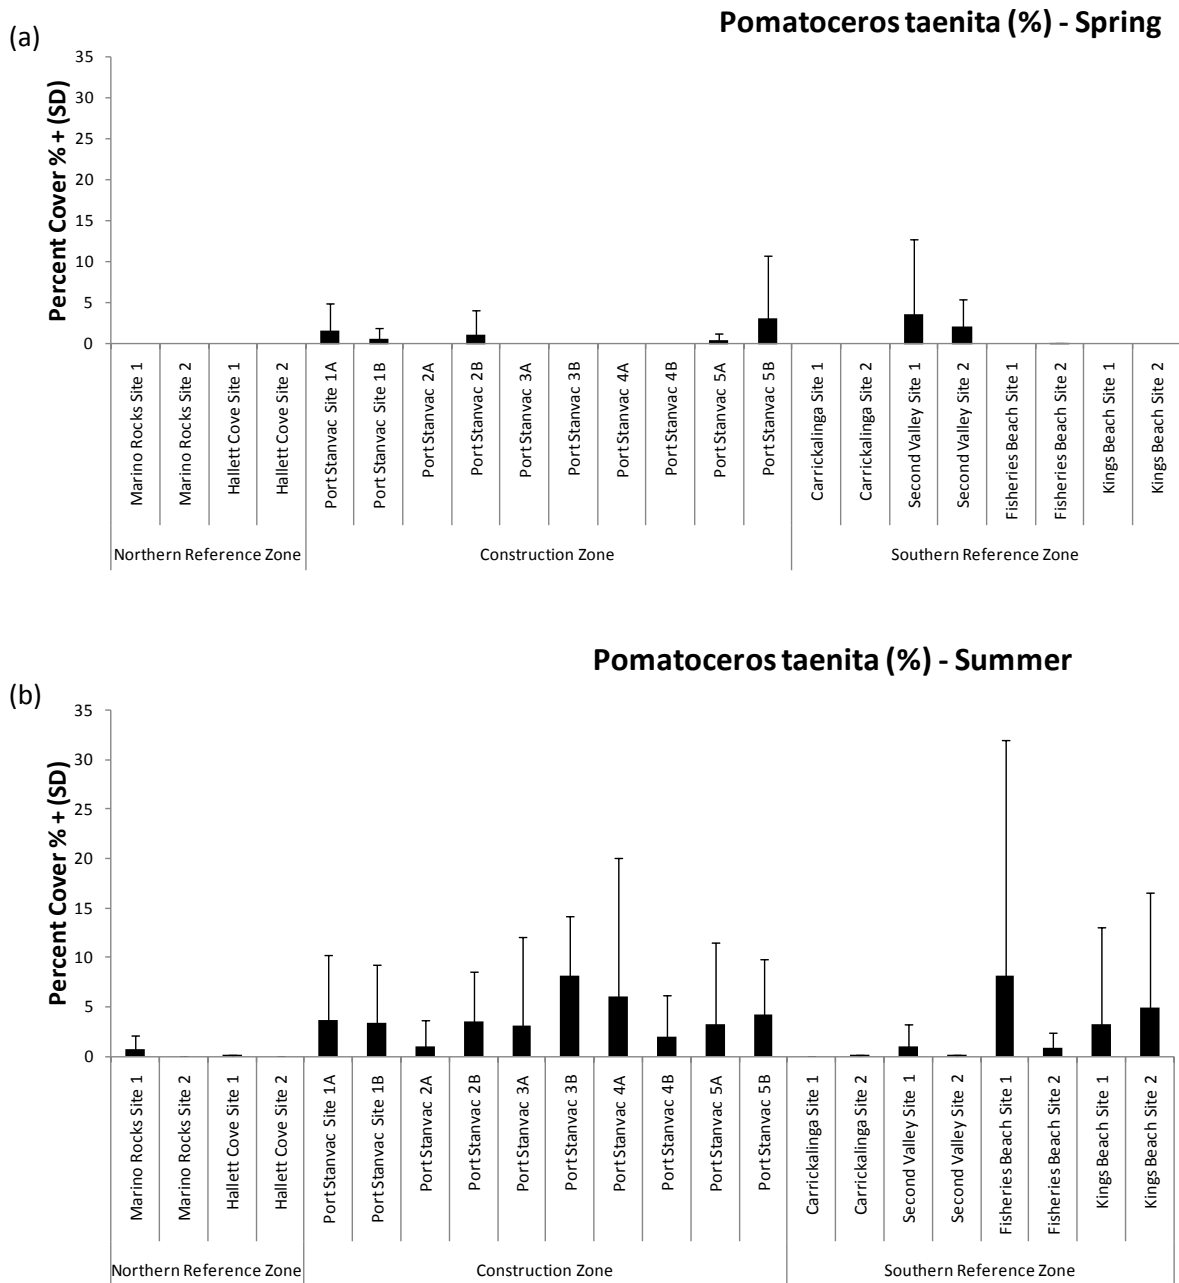 Pomatoceros taenita (%) - Spring
(a)
Percent Cover % + (SD)
35
30
25
20
15
10
5
0
Marino Rocks Site 1
Marino Rocks Site 2
Hallett Cove Site 1
Hallett Cove Site 2
Port Stanvac Site 1A
Port Stanvac Site 1B
Port Stanvac 2A
Port Stanvac 2B
Port Stanvac 3A
Port Stanvac 3B
Port Stanvac 4A
Port Stanvac 4B
Port Stanvac 5A
Port Stanvac 5B
Carrickalinga Site 1
Carrickalinga Site 2
Second Valley Site 1
Second Valley Site 2
Fisheries Beach Site 1
Fisheries Beach Site 2
Kings Beach Site 1
Kings Beach Site 2
Northern Reference Zone
Construction Zone
Southern Reference Zone
Pomatoceros taenita (%) - Summer
(b)
Percent Cover % + (SD)
35
30
25
20
15
10
5
0
Marino Rocks Site 1
Marino Rocks Site 2
Hallett Cove Site 1
Hallett Cove Site 2
Port Stanvac Site 1A
Port Stanvac Site 1B
Port Stanvac 2A
Port Stanvac 2B
Port Stanvac 3A
Port Stanvac 3B
Port Stanvac 4A
Port Stanvac 4B
Port Stanvac 5A
Port Stanvac 5B
Carrickalinga Site 1
Carrickalinga Site 2
Second Valley Site 1
Second Valley Site 2
Fisheries Beach Site 1
Fisheries Beach Site 2
Kings Beach Site 1
Kings Beach Site 2
Northern Reference Zone
Construction Zone
Southern Reference Zone